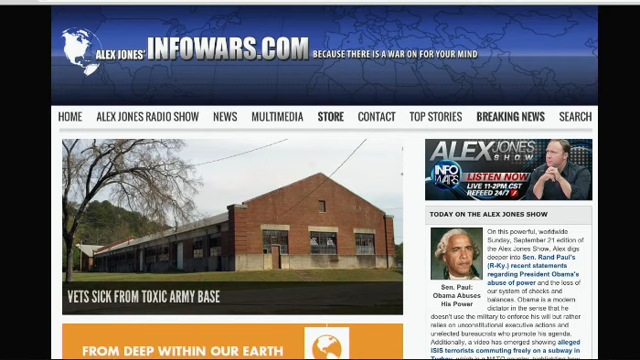 ALEX JONES' INFOWARS.COM BECAUSE THERE IS A WAR ON FOR YOUR MIND
HOME ALEX JONES RADIO SHOW NEWS MULTIMEDIA STORE CONTACT TOP STORIES BREAKING NEWS SEARCH
VETS SICK FROM TOXIC ARMY BASE
FROM DEEP WITHIN OUR EARTH
ALEX JONES
SHOW
INFO
WARS
LISTEN NOW
LIVE 11-2PM CST
REFEED 24/7
TODAY ON THE ALEX JONES SHOW
Sen. Paul:
Obama Abuses
His Power
On this powerful, worldwide
Sunday, September 21 edition of
the Alex Jones Show, Alex digs
deeper into Sen. Rand Paul's
(R-Ky.) recent statements
regarding President Obama's
abuse of power and the loss of
our system of checks and
balances. Obama is a modern
dictator in the sense that he
doesn't use the military to enforce his will but rather
relies on unconstitutional executive actions and
unelected bureaucrats who promote his agenda.
Additionally, a video has emerged showing alleged
ISIS terrorists commuting freely on a subway in